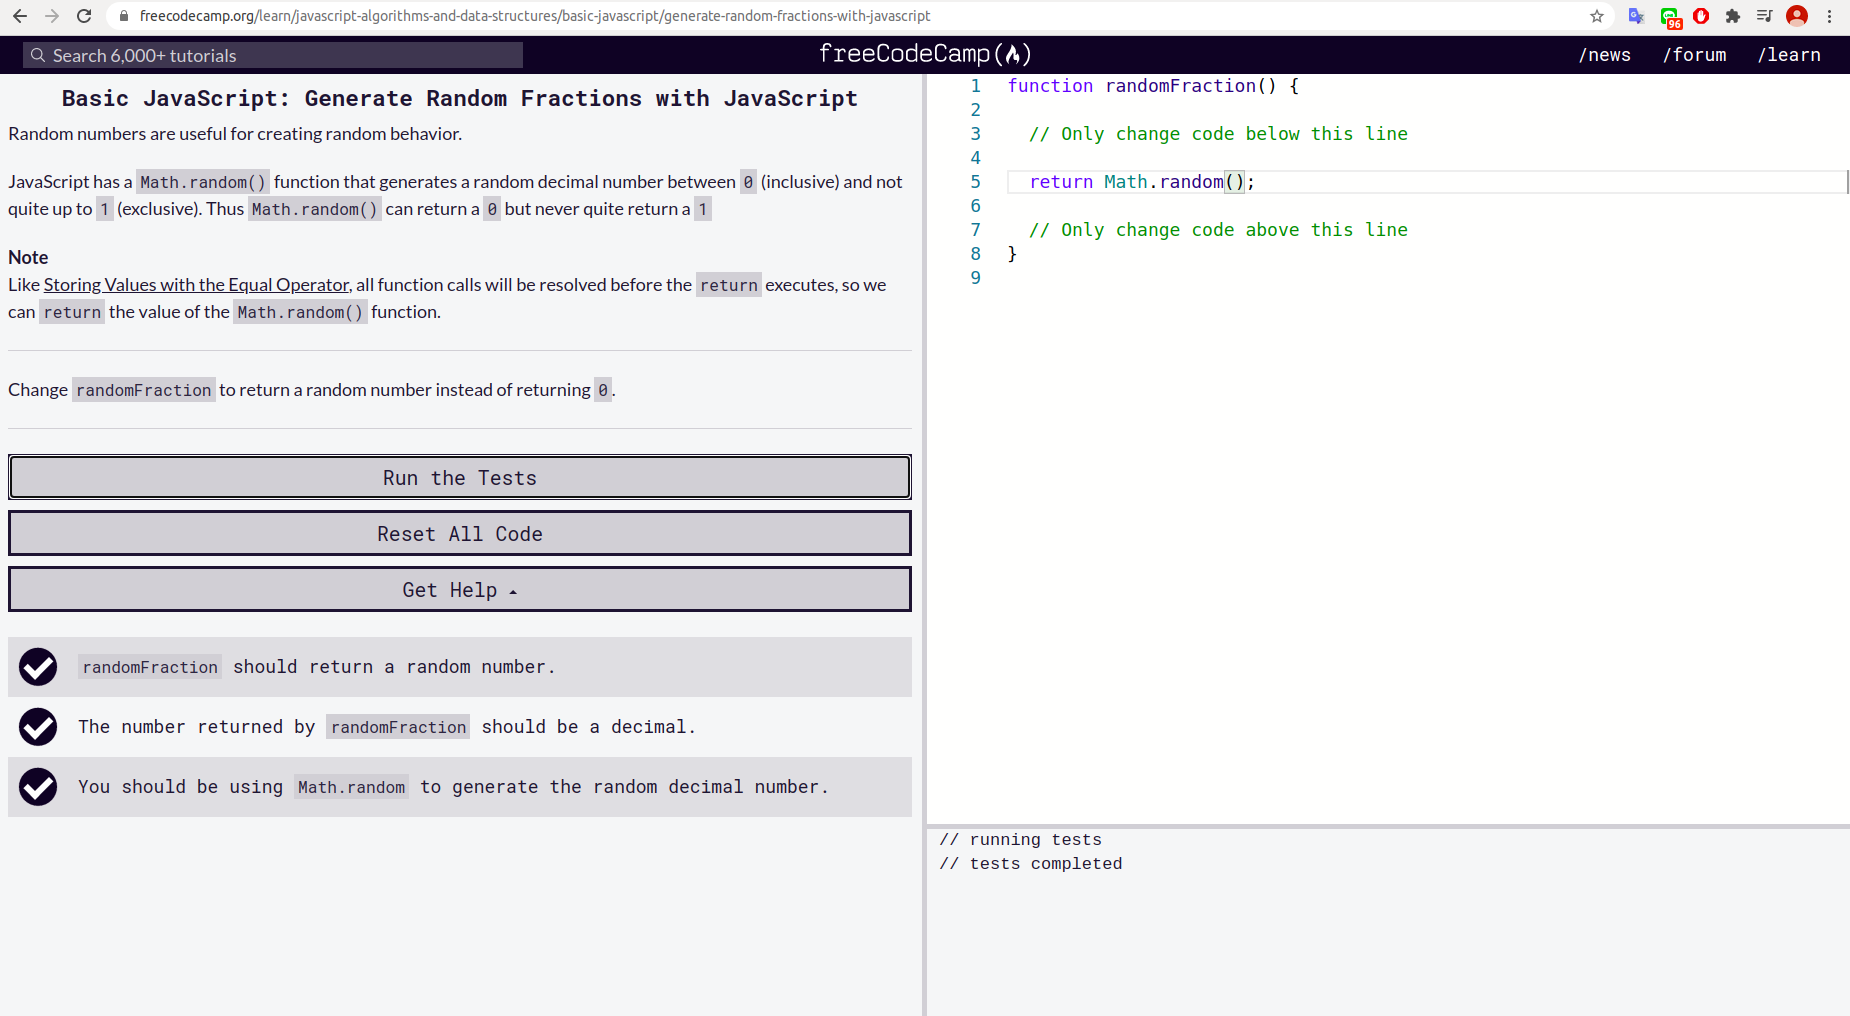 freecodecamp.org/learn/javascript-algorithms-and-data-structures/basic-javascript/generate-random-fractions-with-javascript
96
Search 6,000+ tutorials
freeCodeCamp(🔥)
/news /forum /learn
Basic JavaScript: Generate Random Fractions with JavaScript
Random numbers are useful for creating random behavior.
JavaScript has a Math.random() function that generates a random decimal number between 0 (inclusive) and not
quite up to 1 (exclusive). Thus Math.random() can return a 0 but never quite return a 1
Note
Like Storing Values with the Equal Operator, all function calls will be resolved before the return executes, so we
can return the value of the Math.random() function.
Change randomFraction to return a random number instead of returning 0.
Run the Tests
Reset All Code
Get Help
randomFraction should return a random number.
The number returned by randomFraction should be a decimal.
You should be using Math.random to generate the random decimal number.
1 function randomFraction() {
2
3 // Only change code below this line
4
5 return Math.random();
6
7 // Only change code above this line
8 }
9
// running tests
// tests completed